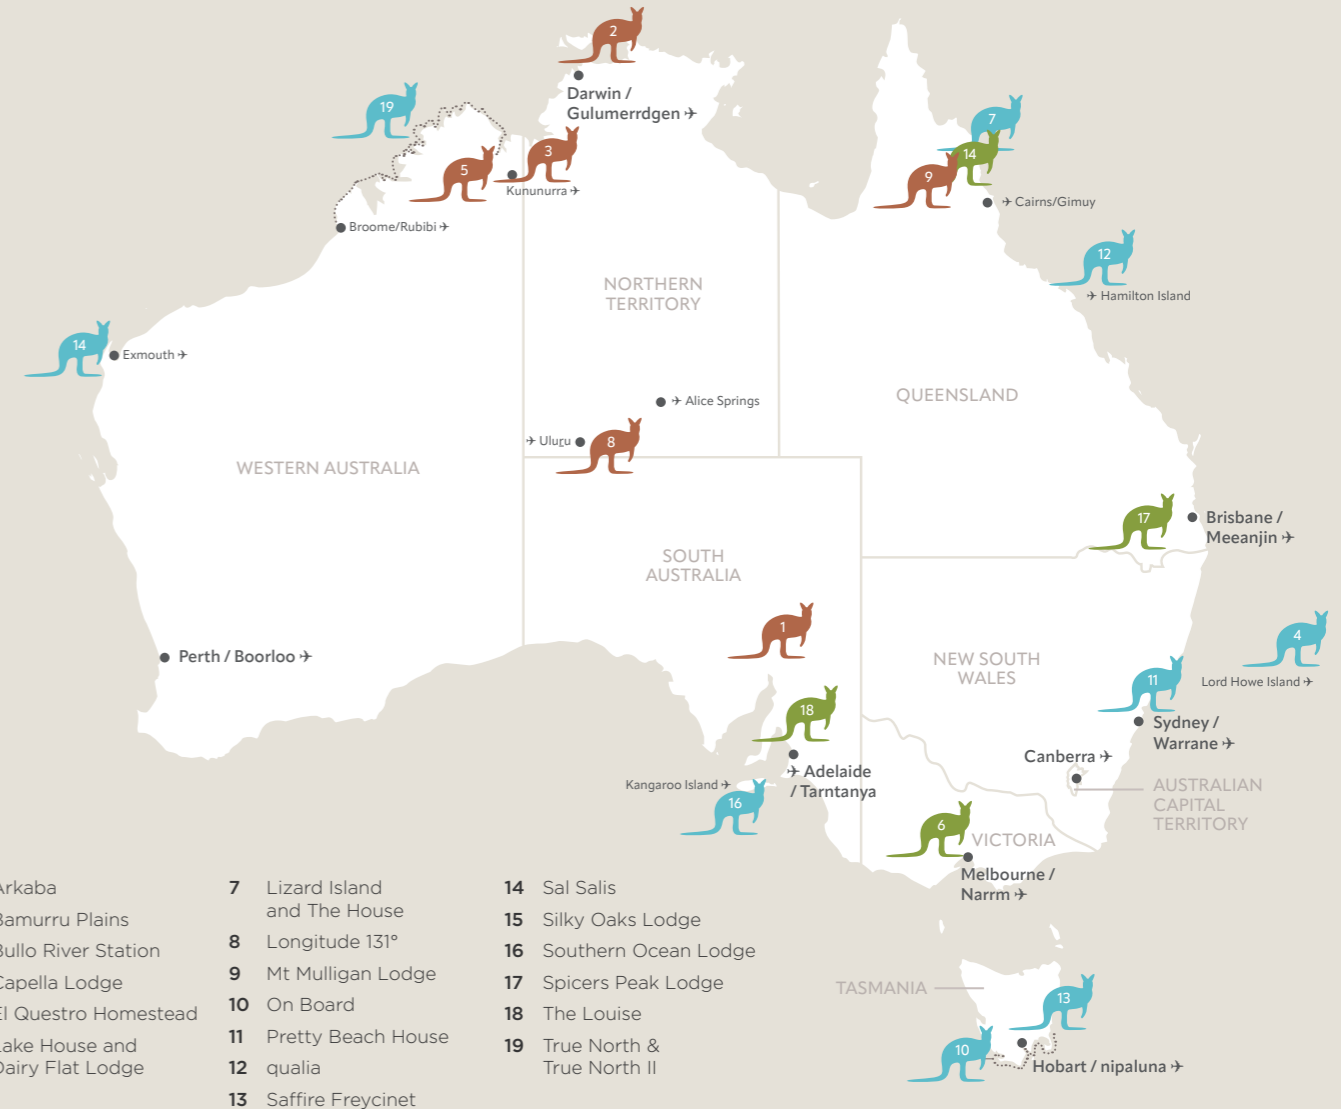 2
Darwin /
Gulumerrdgen ✈
19
7
14
3
5
9
Kununurra ✈
✈ Cairns/Gimuy
Broome/Rubibi ✈
12
✈ Hamilton Island
NORTHERN
TERRITORY
14
Exmouth ✈
✈ Alice Springs
QUEENSLAND
✈ Uluṟu
8
WESTERN AUSTRALIA
17
Brisbane /
Meeanjin ✈
SOUTH
AUSTRALIA
1
4
Lord Howe Island ✈
Perth / Boorloo ✈
NEW SOUTH
WALES
11
18
Sydney /
Warrane ✈
Canberra ✈
✈ Adelaide
/ Tarntanya
Kangaroo Island ✈
16
AUSTRALIAN
CAPITAL
TERRITORY
6
VICTORIA
Melbourne /
Narrm ✈
TASMANIA
13
10
Hobart / nipaluna ✈
Arkaba
Bamurru Plains
Bullo River Station
Capella Lodge
El Questro Homestead
Lake House and
Dairy Flat Lodge
7 Lizard Island
and The House
8 Longitude 131°
9 Mt Mulligan Lodge
10 On Board
11 Pretty Beach House
12 qualia
13 Saffire Freycinet
14 Sal Salis
15 Silky Oaks Lodge
16 Southern Ocean Lodge
17 Spicers Peak Lodge
18 The Louise
19 True North &
True North II